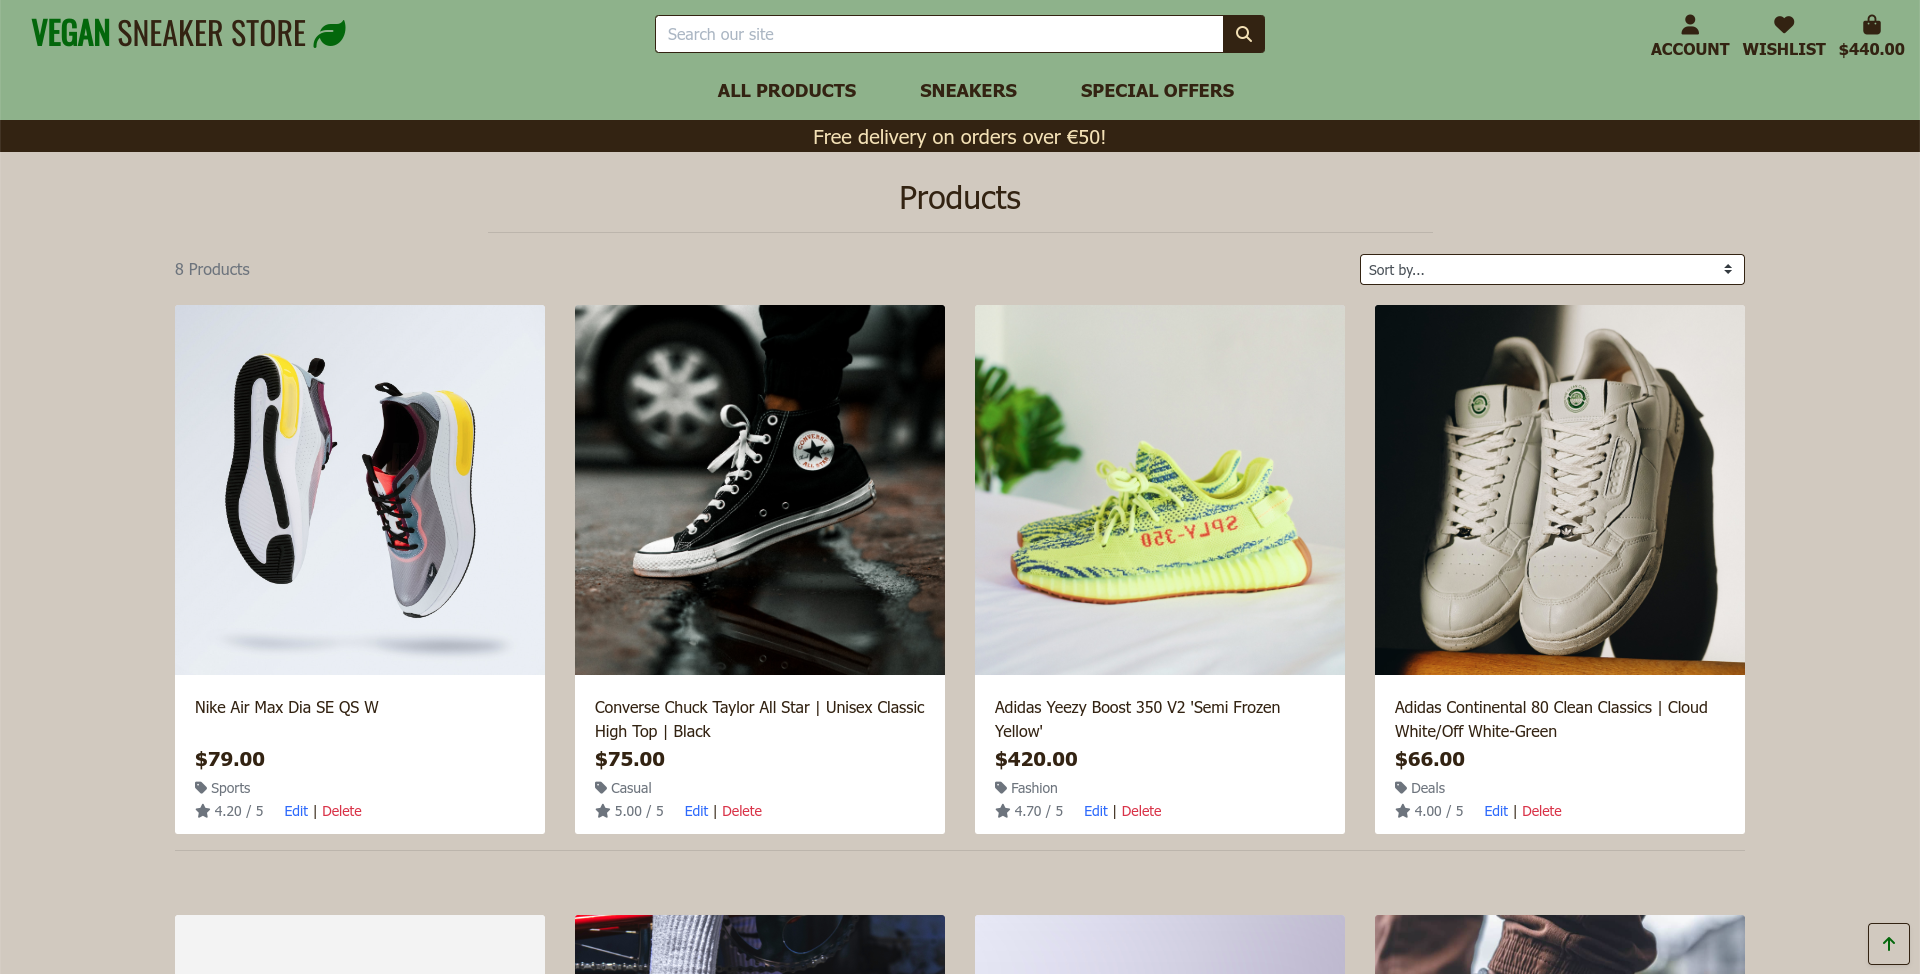 VEGAN SNEAKER STORE
Search our site
ACCOUNT WISHLIST $440.00
ALL PRODUCTS SNEAKERS SPECIAL OFFERS
Free delivery on orders over €50!
Products
8 Products
Sort by...
CONVERSE
ALL STAR
SPLY-350
Nike Air Max Dia SE QS W
$79.00
Sports
4.20 / 5 Edit | Delete
Converse Chuck Taylor All Star | Unisex Classic
High Top | Black
$75.00
Casual
5.00 / 5 Edit | Delete
Adidas Yeezy Boost 350 V2 'Semi Frozen
Yellow'
$420.00
Fashion
4.70 / 5 Edit | Delete
Adidas Continental 80 Clean Classics | Cloud
White/Off White-Green
$66.00
Deals
4.00 / 5 Edit | Delete